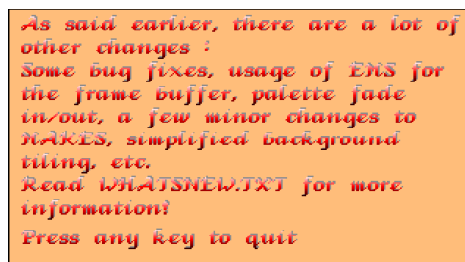 As said earlier, there are a lot of
other changes :
Some bug fixes, usage of EMS for
the frame buffer, palette fade
in/out, a few minor changes to
MAKES, simplified background
tiling, etc.
Read WHATSNEW.TXT for more
information!
Press any key to quit